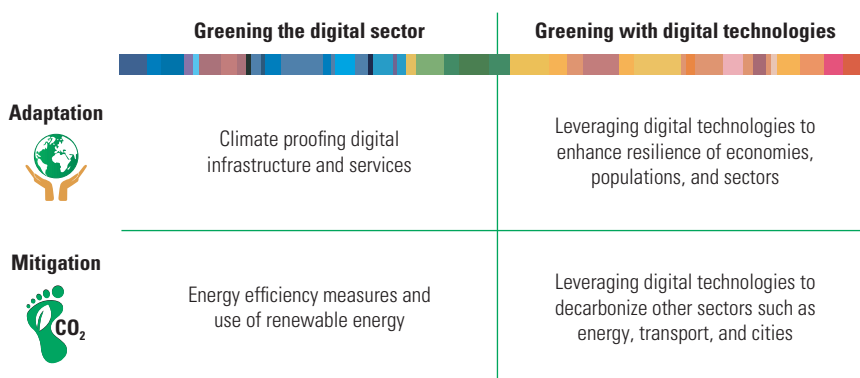 Greening the digital sector
Greening with digital technologies
Adaptation
Climate proofing digital
infrastructure and services
Leveraging digital technologies to
enhance resilience of economies,
populations, and sectors
Mitigation
CO₂
Energy efficiency measures and
use of renewable energy
Leveraging digital technologies to
decarbonize other sectors such as
energy, transport, and cities